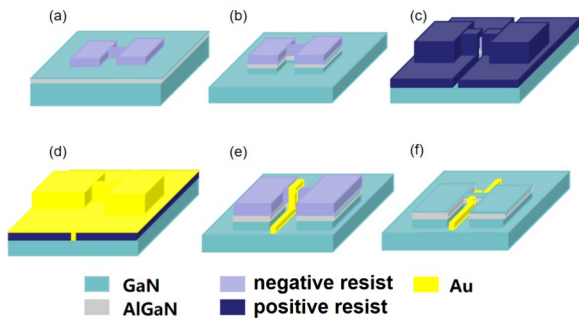 (a) (b) (c)
(d) (e) (f)
GaN negative resist Au
AlGaN positive resist